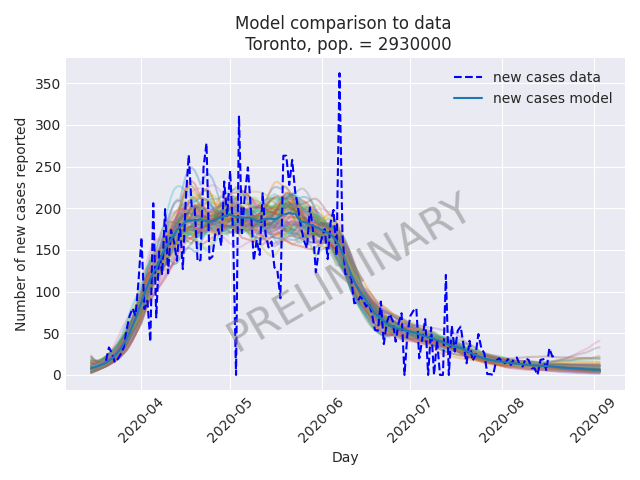 Model comparison to data
Toronto, pop. = 2930000
new cases data
new cases model
Number of new cases reported
350
300
250
200
150
100
50
0
PRELIMINARY
2020-04
2020-05
2020-06
2020-07
2020-08
2020-09
Day